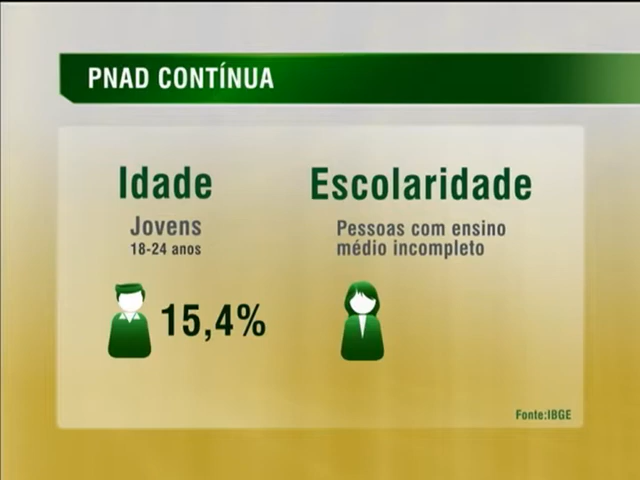 PNAD CONTÍNUA
Idade
Jovens
18-24 anos
15,4%
Escolaridade
Pessoas com ensino
médio incompleto
Fonte:IBGE